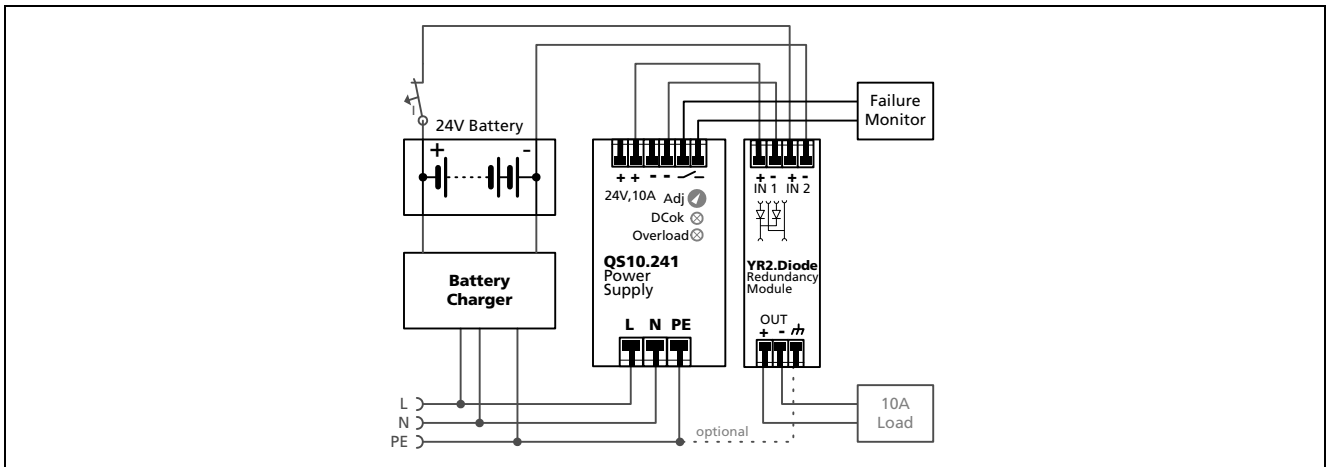 Failure
Monitor
24V Battery
+ -
+ + - -
24V,10A Adj
DCok
Overload
QS10.241
Power
Supply
L N PE
+ - + -
IN 1 IN 2
YR2.Diode
Redundancy
Module
OUT
+ -
Battery
Charger
L
N
PE
optional
10A
Load